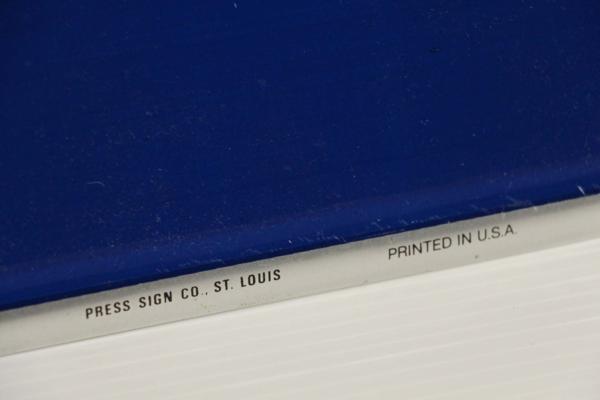 PRESS SIGN CO., ST. LOUIS PRINTED IN U.S.A.